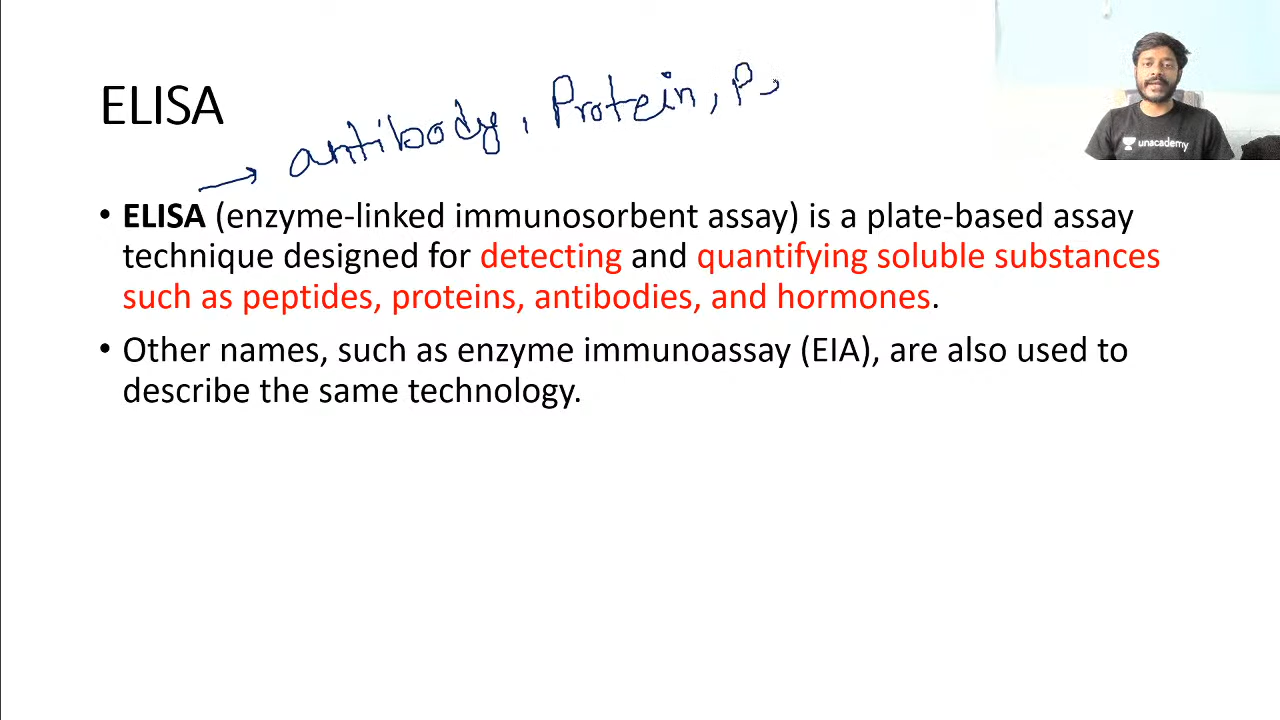 ELISA
→ antibody, Protein, P
• ELISA (enzyme-linked immunosorbent assay) is a plate-based assay
technique designed for detecting and quantifying soluble substances
such as peptides, proteins, antibodies, and hormones.
• Other names, such as enzyme immunoassay (EIA), are also used to
describe the same technology.
unacademy